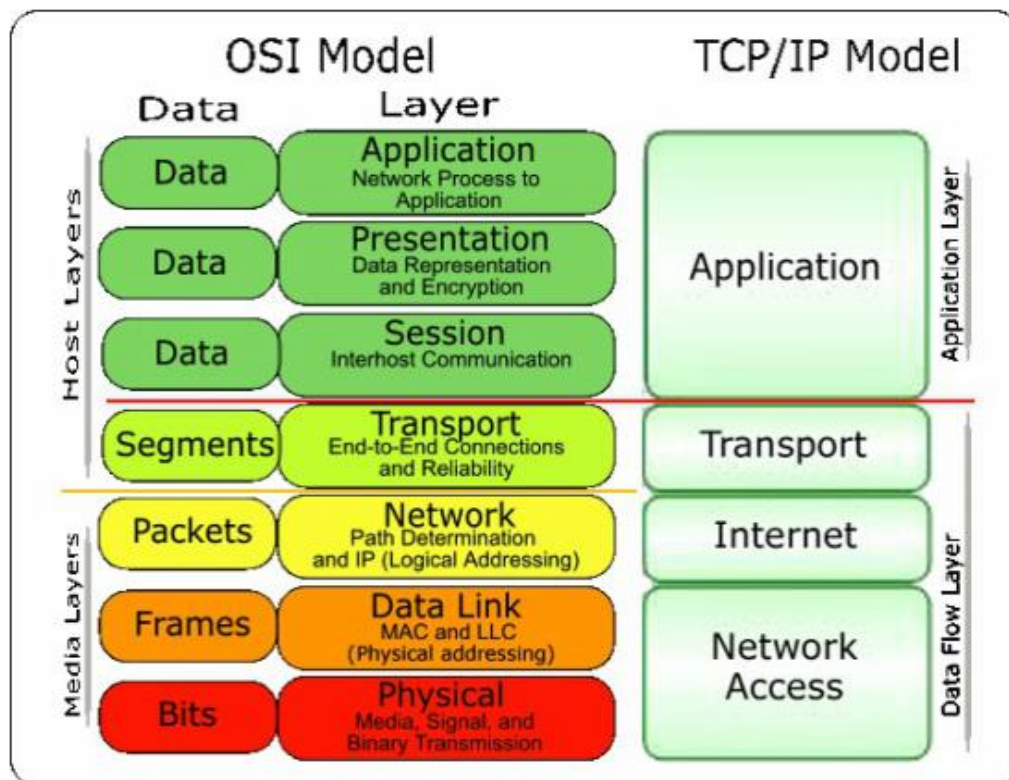 OSI Model
TCP/IP Model
Data
Layer
Host Layers
Data
Application
Network Process to
Application
Data
Presentation
Data Representation
and Encryption
Data
Session
Interhost Communication
Segments
Transport
End-to-End Connections
and Reliability
Media Layers
Packets
Network
Path Determination
and IP (Logical Addressing)
Frames
Data Link
MAC and LLC
(Physical addressing)
Bits
Physical
Media, Signal, and
Binary Transmission
Application
Application Layer
Transport
Internet
Network
Access
Data Flow Layer